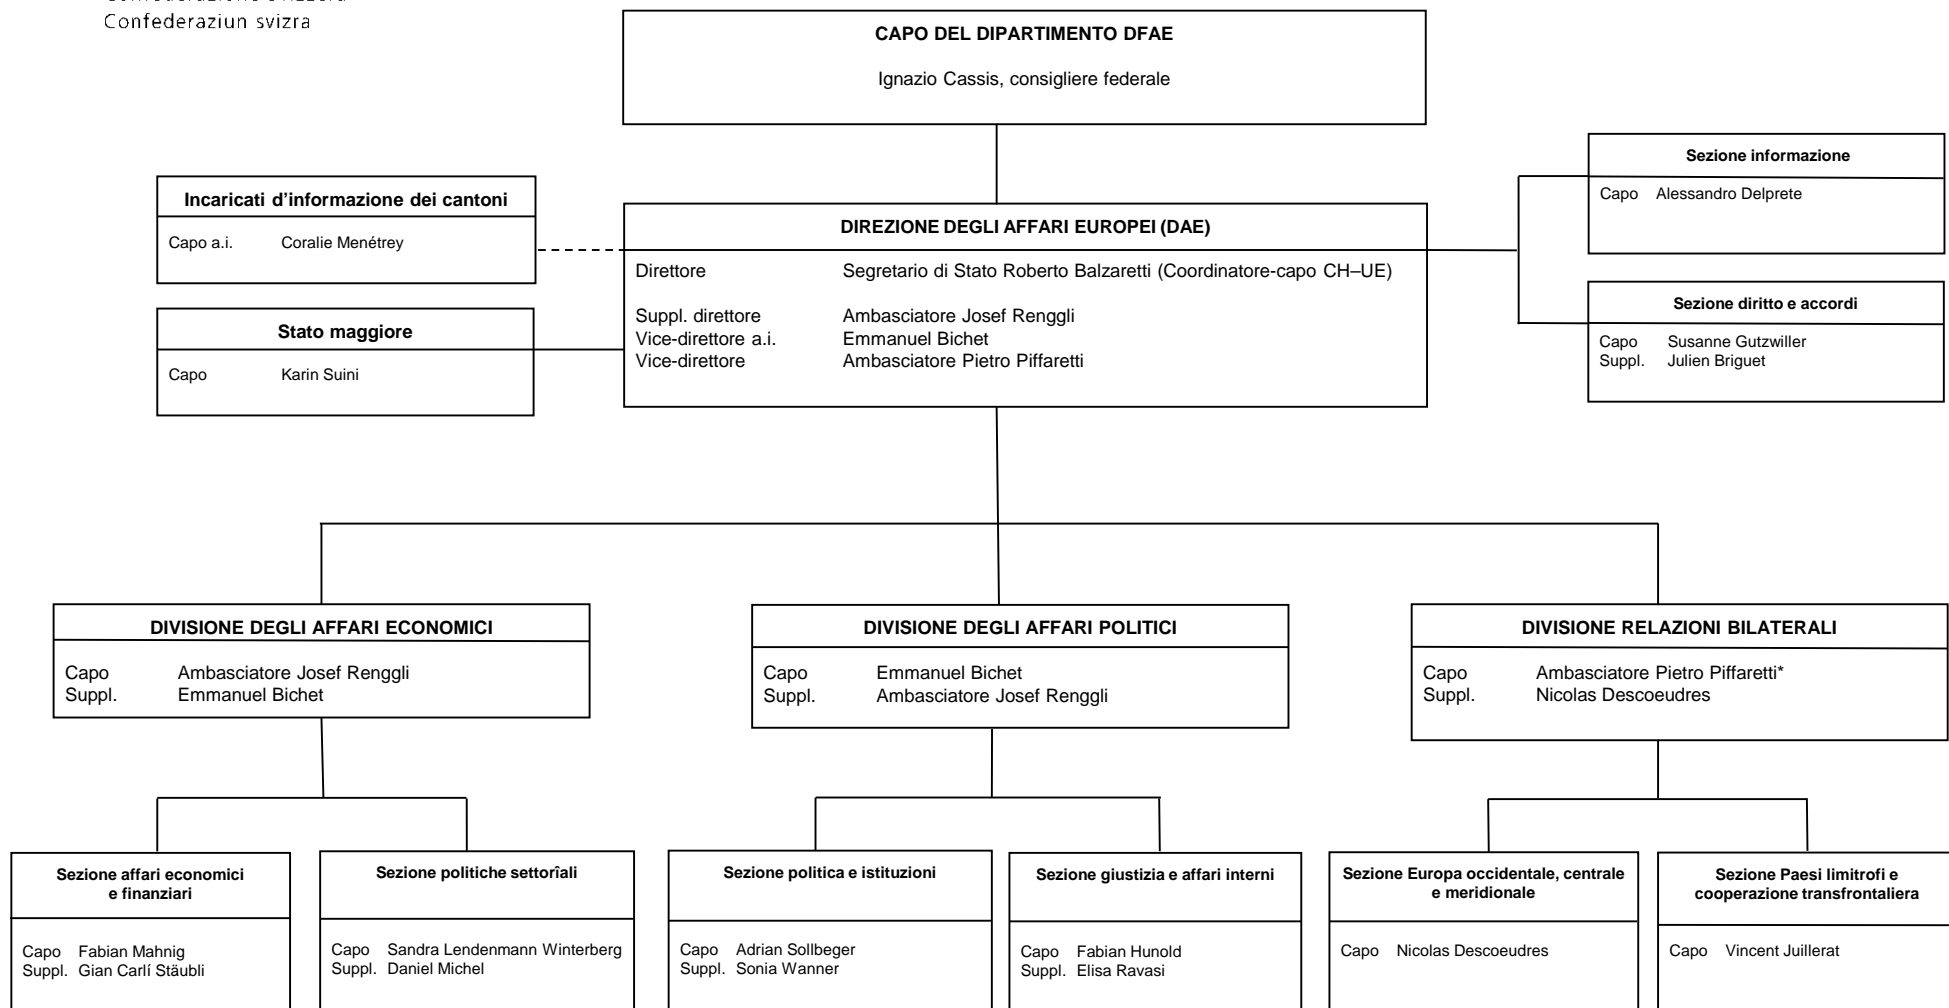 Confederaziun svizra
CAPO DEL DIPARTIMENTO DFAE
Ignazio Cassis, consigliere federale
Incaricati d'informazione dei cantoni
Capo a.i. Coralie Menétrey
Stato maggiore
Capo Karin Suini
DIREZIONE DEGLI AFFARI EUROPEI (DAE)
Direttore Segretario di Stato Roberto Balzaretti (Coordinatore-capo CH–UE)
Suppl. direttore Ambasciatore Josef Renggli
Vice-direttore a.i. Emmanuel Bichet
Vice-direttore Ambasciatore Pietro Piffaretti
Sezione informazione
Capo Alessandro Delprete
Sezione diritto e accordi
Capo Susanne Gutzwiller
Suppl. Julien Briguet
DIVISIONE DEGLI AFFARI ECONOMICI
Capo Ambasciatore Josef Renggli
Suppl. Emmanuel Bichet
DIVISIONE DEGLI AFFARI POLITICI
Capo Emmanuel Bichet
Suppl. Ambasciatore Josef Renggli
DIVISIONE RELAZIONI BILATERALI
Capo Ambasciatore Pietro Piffaretti*
Suppl. Nicolas Descoeudres
Sezione affari economici
e finanziari
Capo Fabian Mahnig
Suppl. Gian Carlí Stäubli
Sezione politiche settorîali
Capo Sandra Lendenmann Winterberg
Suppl. Daniel Michel
Sezione politica e istituzioni
Capo Adrian Sollbeger
Suppl. Sonia Wanner
Sezione giustizia e affari interni
Capo Fabian Hunold
Suppl. Elisa Ravasi
Sezione Europa occidentale, centrale
e meridionale
Capo Nicolas Descoeudres
Sezione Paesi limitrofi e
cooperazione transfrontaliera
Capo Vincent Juillerat